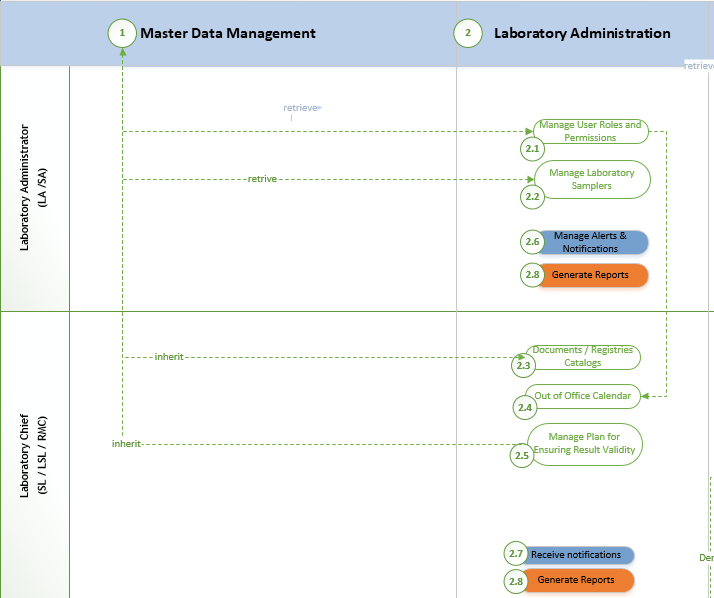 1 Master Data Management
2 Laboratory Administration
retrieve
retrieve
Laboratory Administrator
(LA /SA)
Manage User Roles and
Permissions
2.1
retrive
Manage Laboratory
Samplers
2.2
2.6 Manage Alerts &
Notifications
2.8 Generate Reports
Laboratory Chief
(SL / LSL / RMC)
inherit
Documents / Registries
Catalogs
2.3
Out of Office Calendar
2.4
inherit
Manage Plan for
Ensuring Result Validity
2.5
2.7 Receive notifications
2.8 Generate Reports